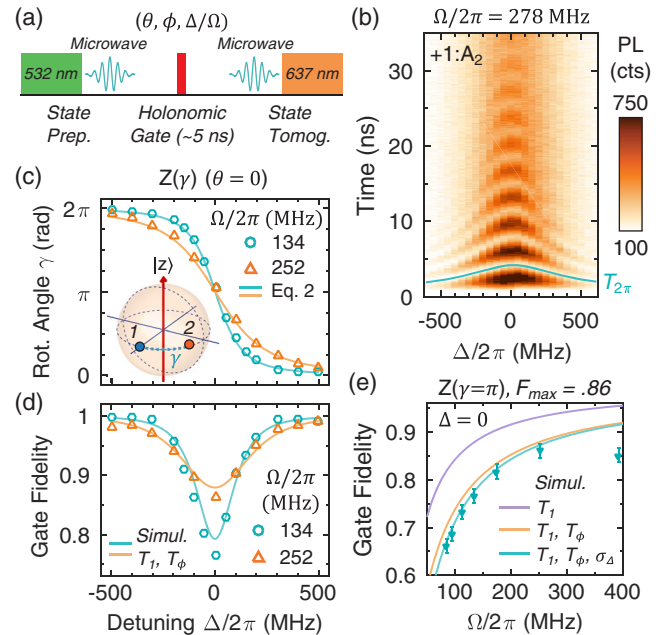 (a)
(θ, ϕ, Δ/Ω)
Microwave
Microwave
532 nm
637 nm
State
Prep.
Holonomic
Gate (~5 ns)
State
Tomog.
(b)
Ω/2π = 278 MHz
+1:A₂
PL
(cts)
750
100
30
20
10
0
Time (ns)
T₂π
-500
0
500
Δ/2π (MHz)
(c)
Z(γ) (θ = 0)
2π
π
0
Rot. Angle γ (rad)
Ω/2π (MHz)
134
252
Eq. 2
|z⟩
1
2
γ
(d)
1
0.9
0.8
Gate Fidelity
Ω/2π
(MHz)
134
252
Simul.
T₁, Tϕ
-500
0
500
Detuning Δ/2π (MHz)
(e)
Z(γ=π), Fmax = .86
Δ = 0
0.9
0.8
0.7
0.6
Gate Fidelity
Simul.
T₁
T₁, Tϕ
T₁, Tϕ, σΔ
100
200
300
400
Ω/2π (MHz)